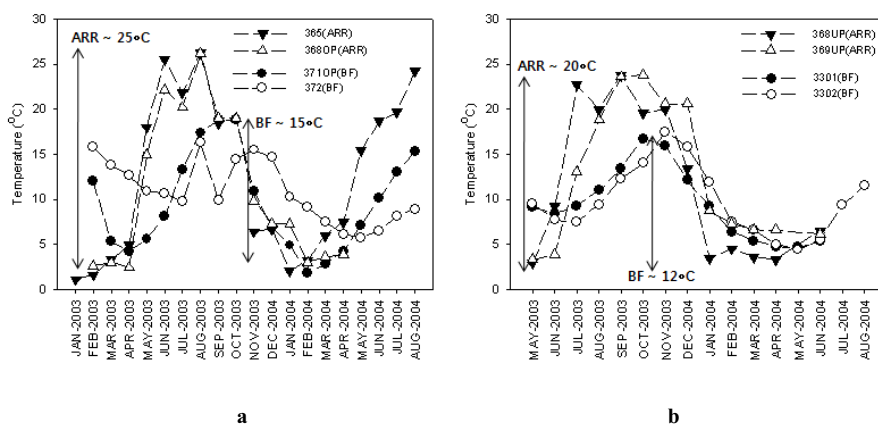 30
25
20
15
10
5
0
Temperature (°C)
ARR ~ 25∘C
BF ~ 15∘C
365(ARR)
368OP(ARR)
371OP(BF)
372(BF)
JAN-2003
FEB-2003
MAR-2003
APR-2003
MAY-2003
JUN-2003
JUL-2003
AUG-2003
SEP-2003
OCT-2003
NOV-2003
DEC-2004
JAN-2004
FEB-2004
MAR-2004
APR-2004
MAY-2004
JUN-2004
JUL-2004
AUG-2004
a
30
25
20
15
10
5
0
Temperature (°C)
ARR ~ 20∘C
BF ~ 12∘C
368UP(ARR)
369UP(ARR)
3301(BF)
3302(BF)
MAY-2003
JUN-2003
JUL-2003
AUG-2003
SEP-2003
OCT-2003
NOV-2003
DEC-2004
JAN-2004
FEB-2004
MAR-2004
APR-2004
MAY-2004
JUN-2004
JUL-2004
AUG-2004
b